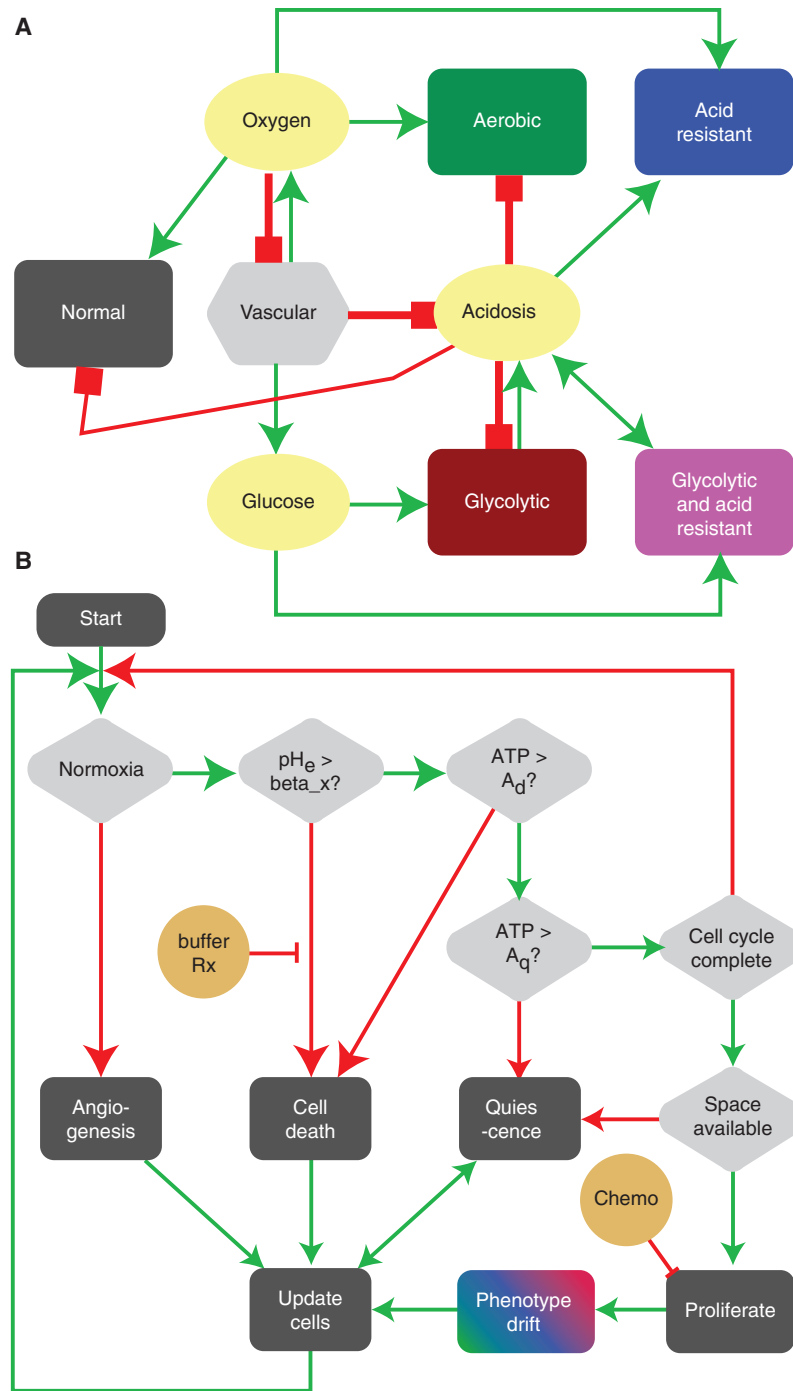 A
Oxygen
Aerobic
Acid
resistant
Normal
Vascular
Acidosis
Glucose
Glycolytic
Glycolytic
and acid
resistant
B
Start
Normoxia
pHe >
beta_x?
ATP >
Ad?
buffer
Rx
ATP >
Aq?
Cell cycle
complete
Angio-
genesis
Cell
death
Quies
-cence
Space
available
Chemo
Update
cells
Phenotype
drift
Proliferate